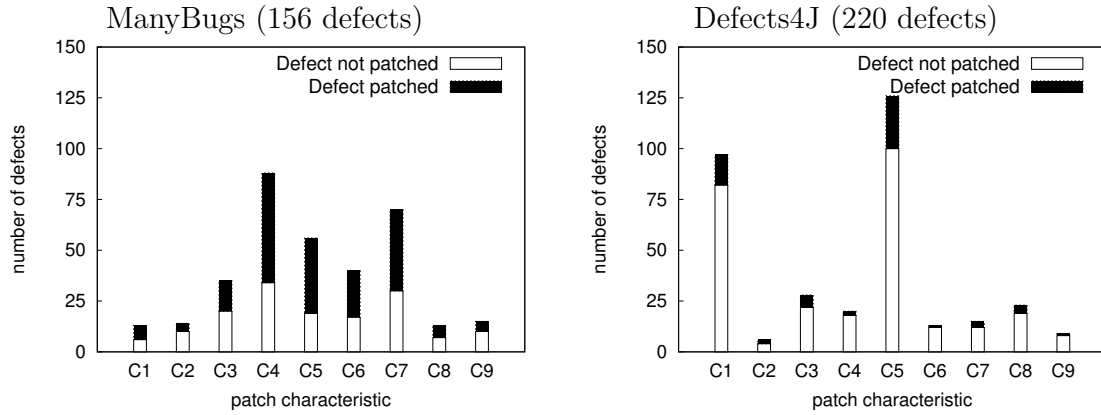 ManyBugs (156 defects)
150
125
100
75
50
25
0
number of defects
Defect not patched
Defect patched
C1 C2 C3 C4 C5 C6 C7 C8 C9
patch characteristic
Defects4J (220 defects)
150
125
100
75
50
25
0
number of defects
Defect not patched
Defect patched
C1 C2 C3 C4 C5 C6 C7 C8 C9
patch characteristic